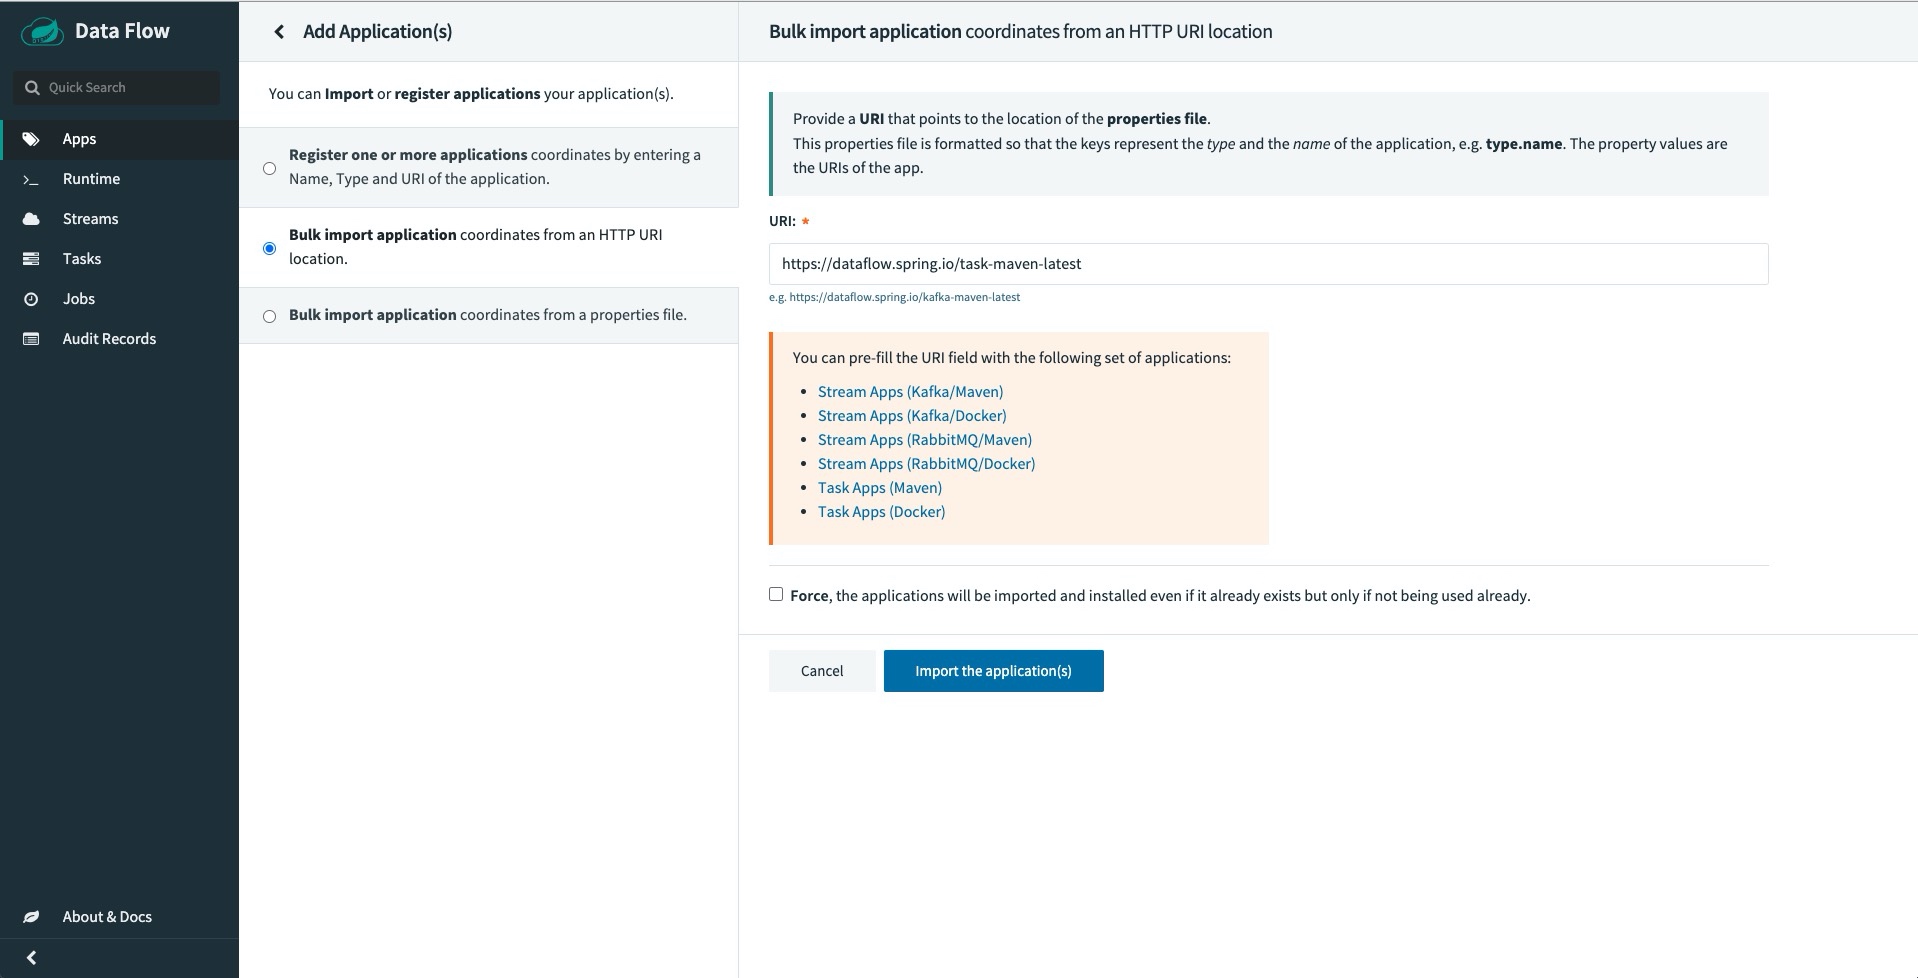 Data Flow
Quick Search
Apps
Runtime
Streams
Tasks
Jobs
Audit Records
About & Docs
Add Application(s)
You can Import or register applications your application(s).
Register one or more applications coordinates by entering a
Name, Type and URI of the application.
Bulk import application coordinates from an HTTP URI
location.
Bulk import application coordinates from a properties file.
Bulk import application coordinates from an HTTP URI location
Provide a URI that points to the location of the properties file.
This properties file is formatted so that the keys represent the type and the name of the application, e.g. type.name. The property values are
the URIs of the app.
URI: *
https://dataflow.spring.io/task-maven-latest
e.g. https://dataflow.spring.io/kafka-maven-latest
You can pre-fill the URI field with the following set of applications:
• Stream Apps (Kafka/Maven)
• Stream Apps (Kafka/Docker)
• Stream Apps (RabbitMQ/Maven)
• Stream Apps (RabbitMQ/Docker)
• Task Apps (Maven)
• Task Apps (Docker)
Force, the applications will be imported and installed even if it already exists but only if not being used already.
Cancel
Import the application(s)